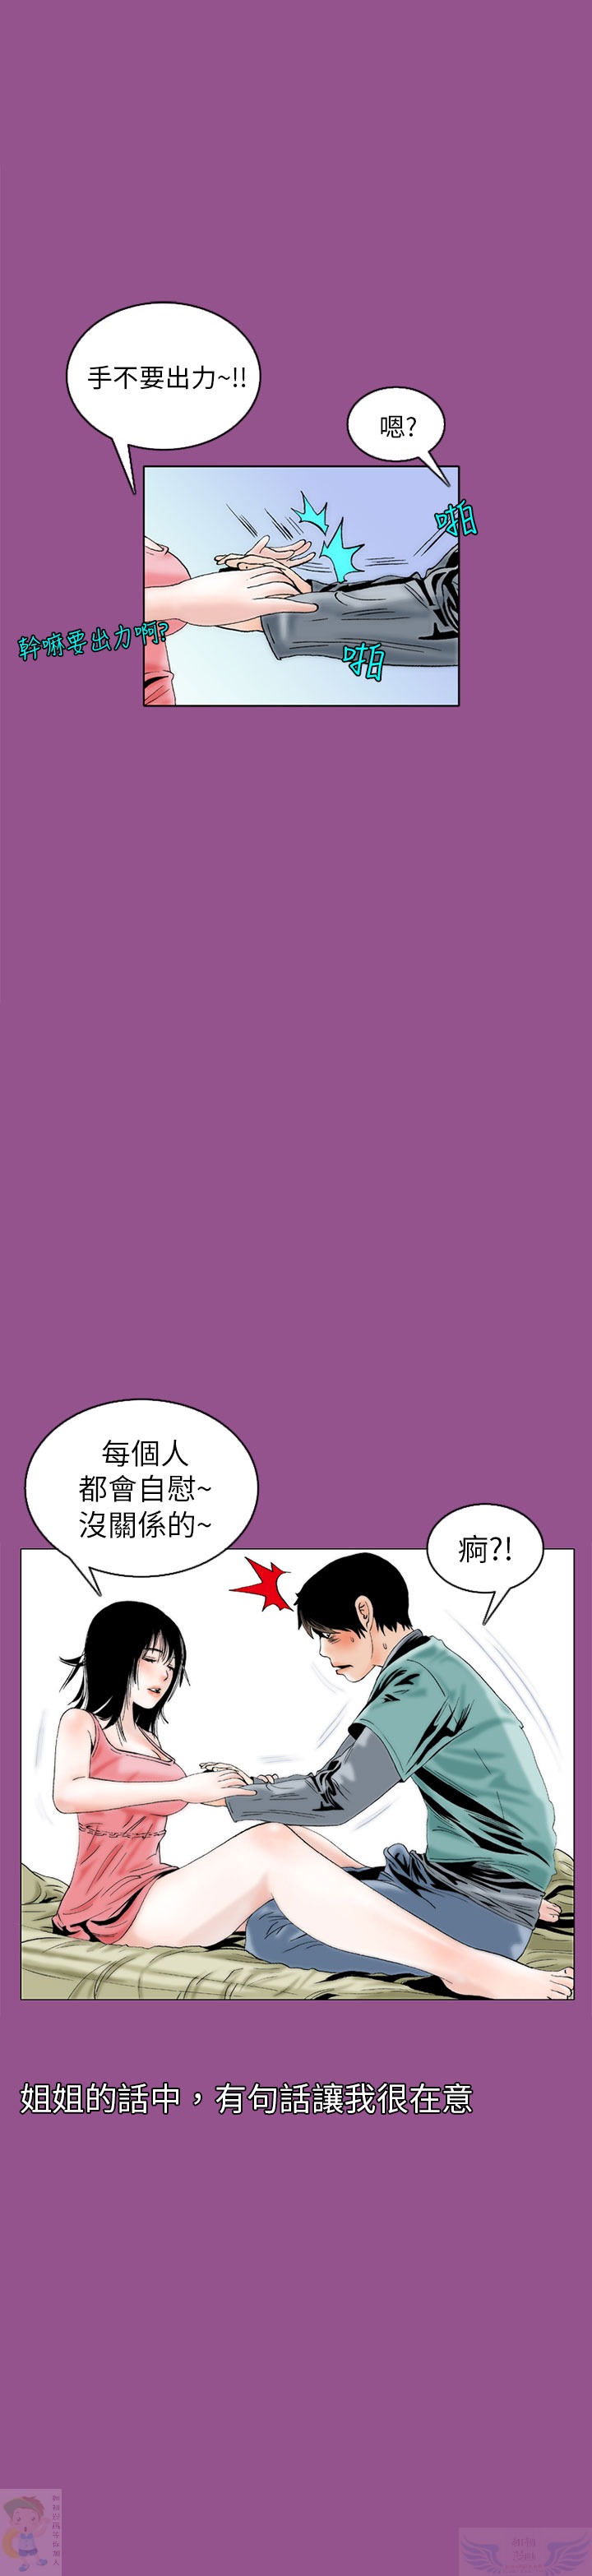 手不要出力~!!
嗯?
啪
幹嘛要出力啊?
啪
每個人
都會自慰~
沒關係的~
痾?!
姐姐的話中，有句話讓我很在意